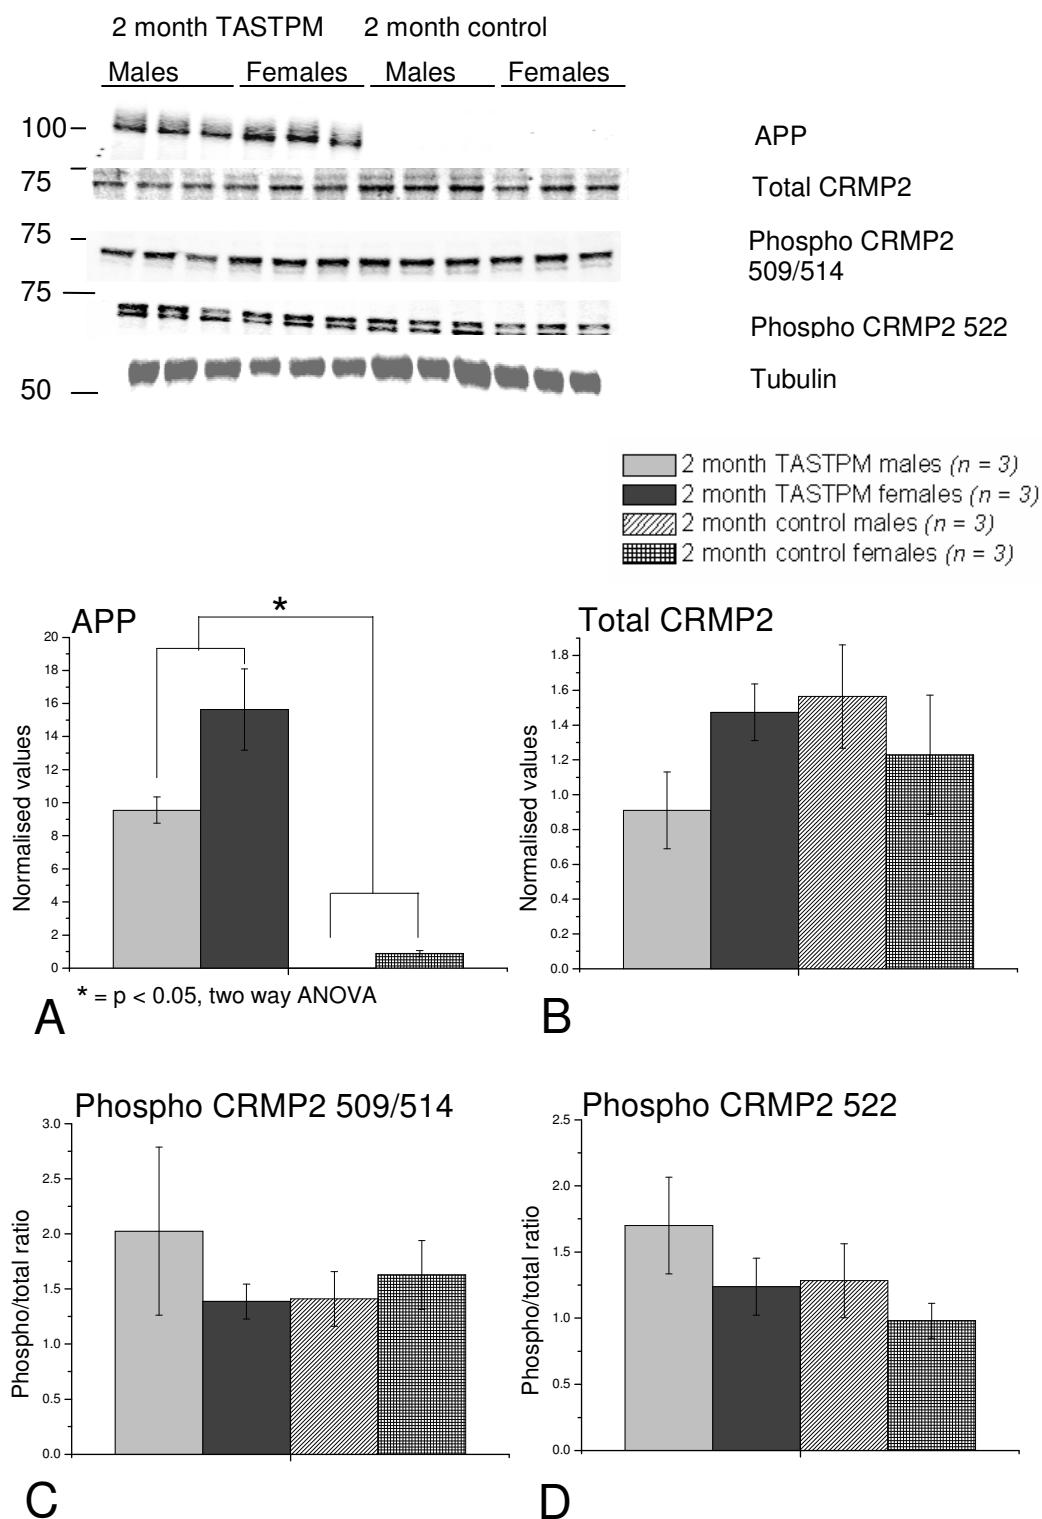 2 month TASTPM 2 month control
Males Females Males Females
100
APP
75
Total CRMP2
75
Phospho CRMP2
509/514
75
Phospho CRMP2 522
50
Tubulin
2 month TASTPM males (n = 3)
2 month TASTPM females (n = 3)
2 month control males (n = 3)
2 month control females (n = 3)
APP
*
20
18
16
14
12
10
8
6
4
2
0
Normalised values
* = p < 0.05, two way ANOVA
A
Total CRMP2
1.8
1.6
1.4
1.2
1.0
0.8
0.6
0.4
0.2
0.0
Normalised values
B
Phospho CRMP2 509/514
3.0
2.5
2.0
1.5
1.0
0.5
0.0
Phospho/total ratio
C
Phospho CRMP2 522
2.5
2.0
1.5
1.0
0.5
0.0
Phospho/total ratio
D